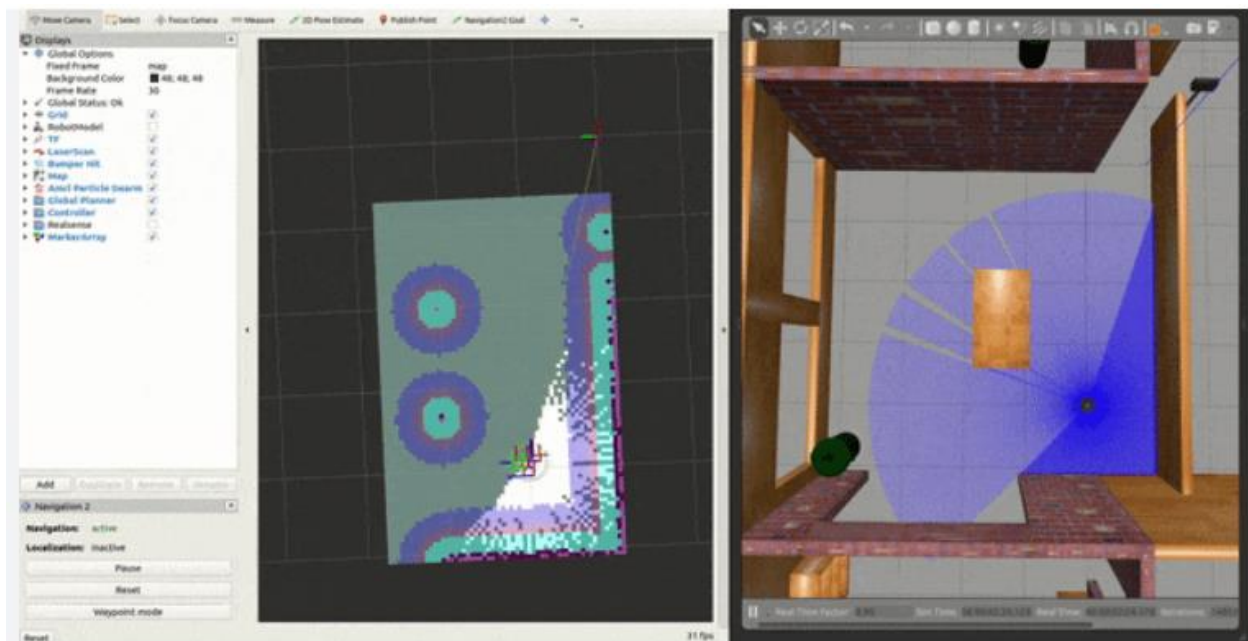 Move Camera Select Focus Camera Measure 2D Pose Estimate Publish Point Navigation2 Goal
Displays
Global Options
Fixed Frame map
Background Color 48; 48; 48
Frame Rate 30
Global Status: Ok
Grid
RobotModel
TF
LaserScan
Bumper Hit
Map
Amcl Particle Swarm
Global Planner
Controller
Realsense
MarkerArray
Add Duplicate Remove Rename
Navigation 2
Navigation: active
Localization: inactive
Pause
Reset
Waypoint mode
Reset
31 fps
Real Time Factor: Sim Time: Real Time: Iterations: